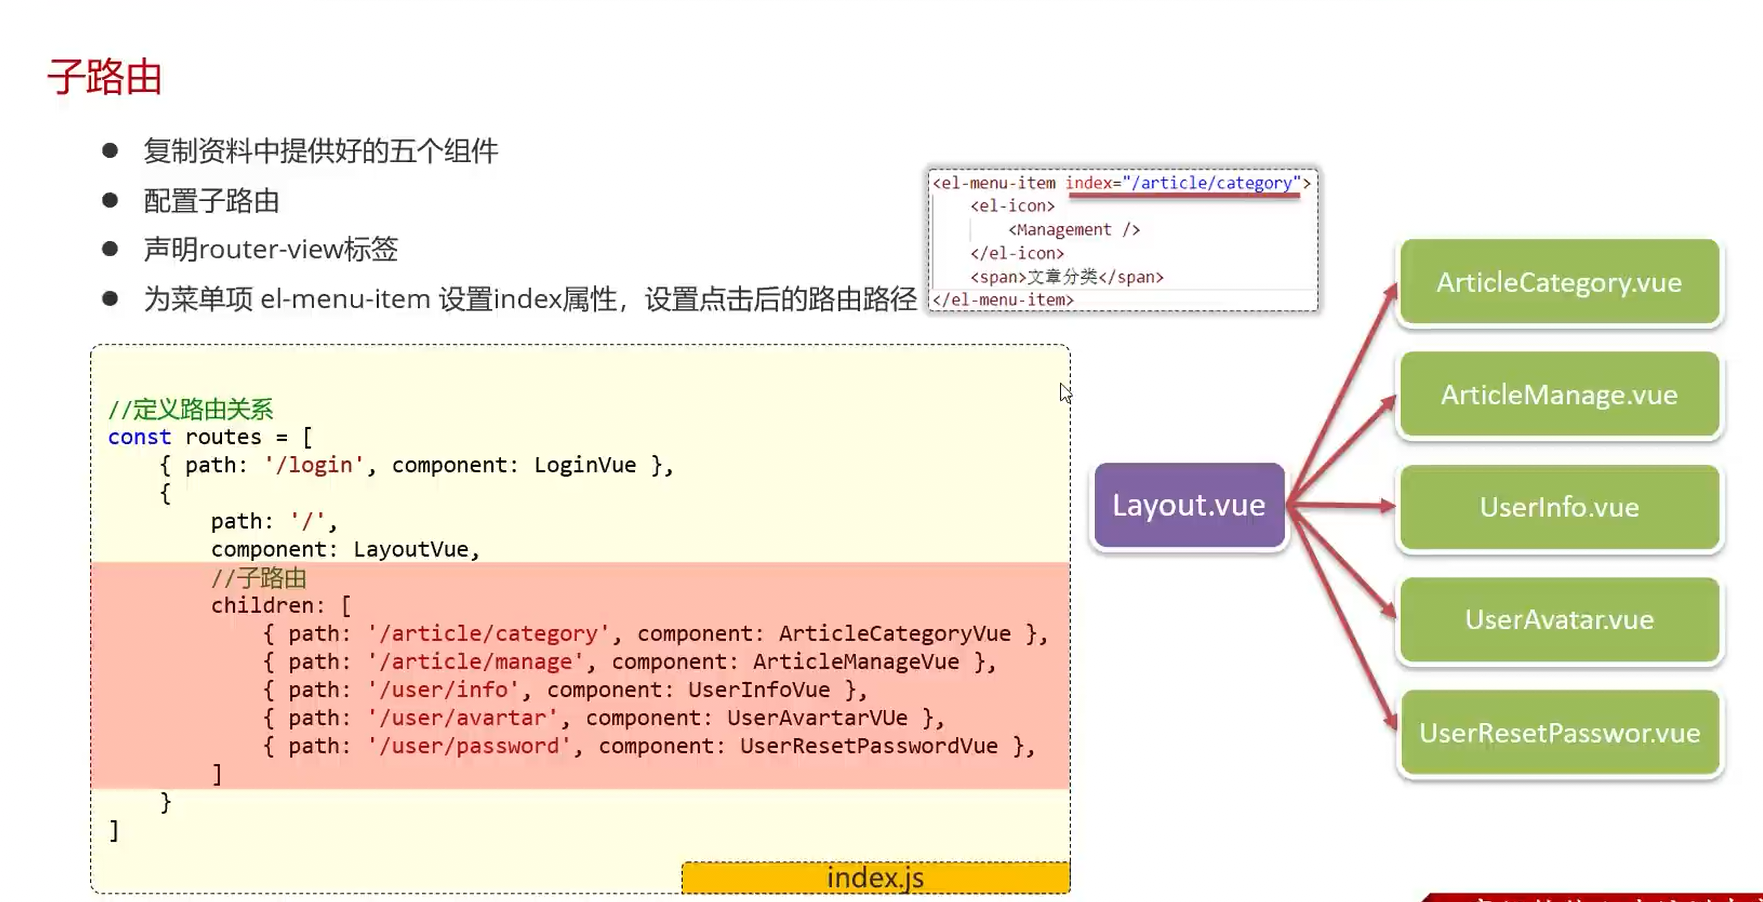 子路由
复制资料中提供好的五个组件
配置子路由
声明router-view标签
为菜单项 el-menu-item 设置index属性，设置点击后的路由路径
<el-menu-item index="/article/category">
<el-icon>
<Management />
</el-icon>
<span>文章分类</span>
</el-menu-item>
//定义路由关系
const routes = [
{ path: '/login', component: LoginVue },
{
path: '/',
component: LayoutVue,
//子路由
children: [
{ path: '/article/category', component: ArticleCategoryVue },
{ path: '/article/manage', component: ArticleManageVue },
{ path: '/user/info', component: UserInfoVue },
{ path: '/user/avartar', component: UserAvartarVUe },
{ path: '/user/password', component: UserResetPasswordVue },
]
}
]
index.js
Layout.vue
ArticleCategory.vue
ArticleManage.vue
UserInfo.vue
UserAvatar.vue
UserResetPasswor.vue